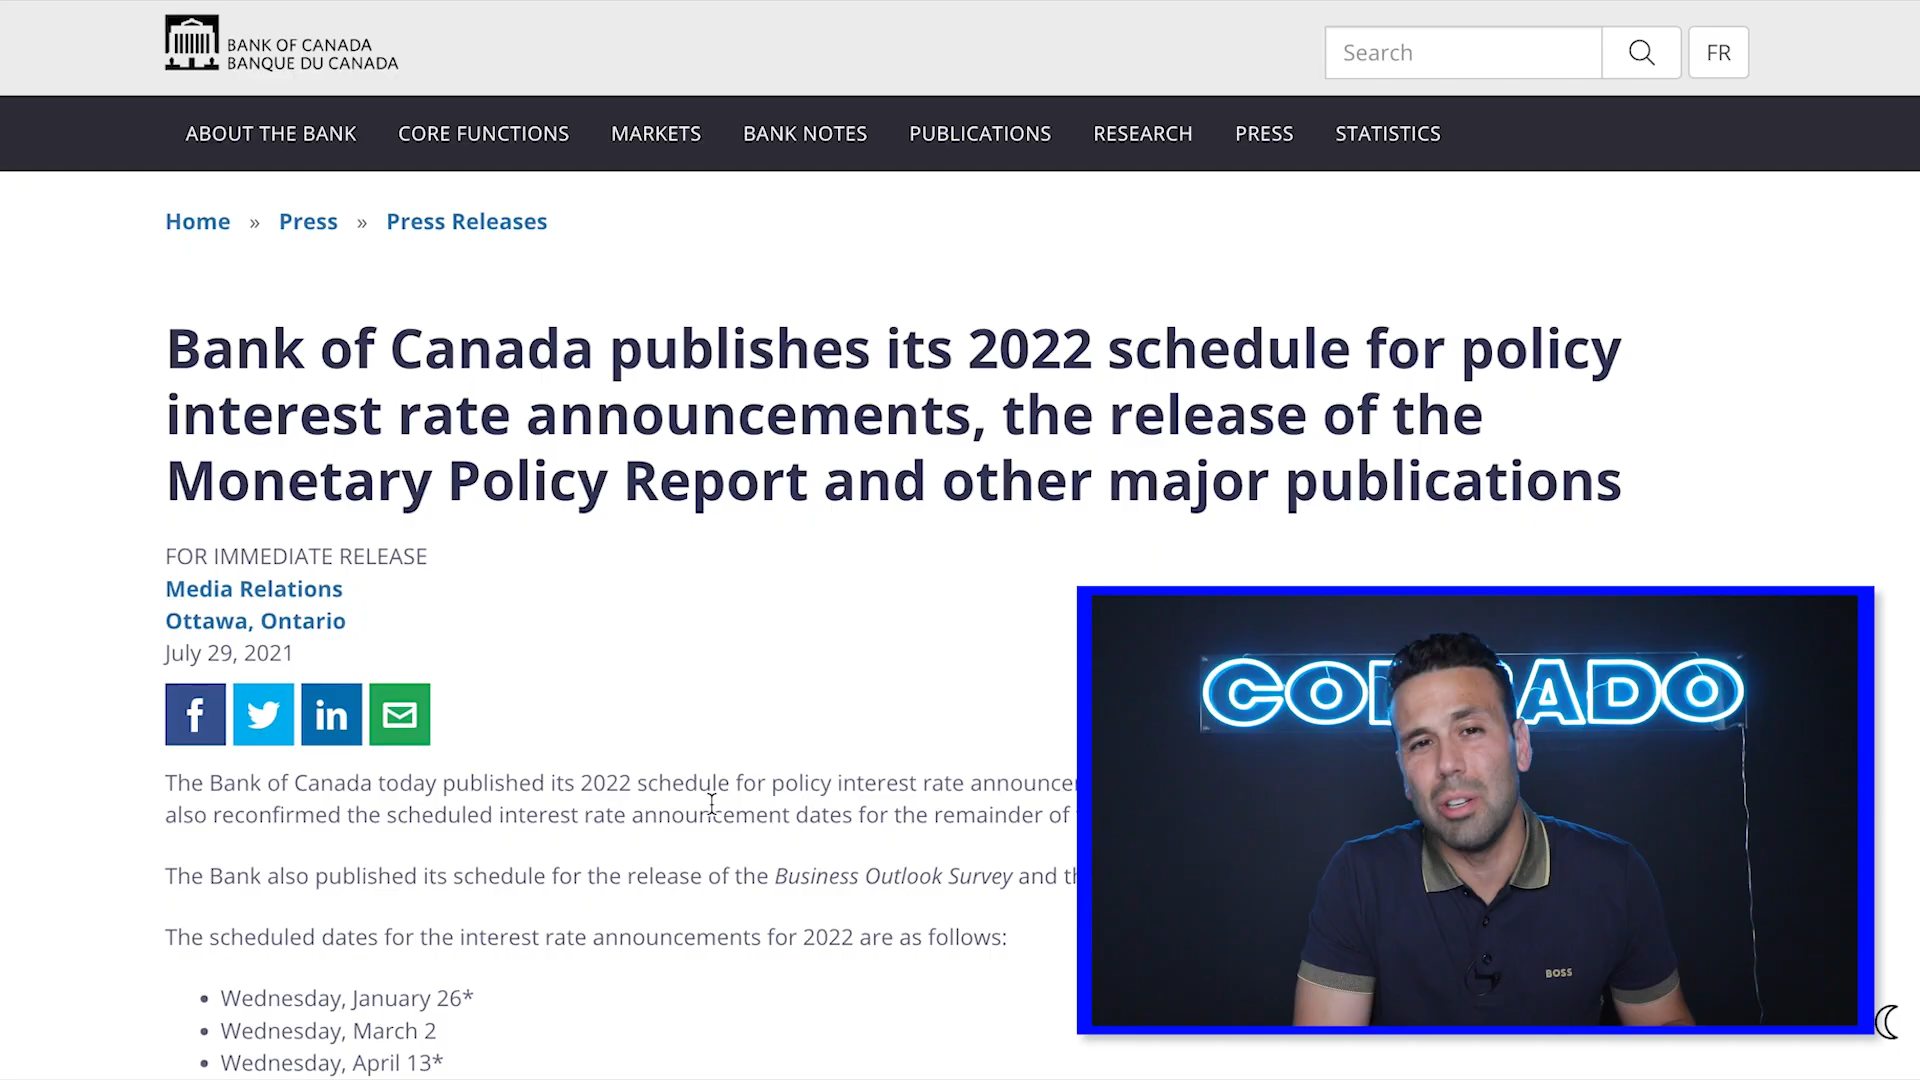 BANK OF CANADA
BANQUE DU CANADA
Search
FR
ABOUT THE BANK
CORE FUNCTIONS
MARKETS
BANK NOTES
PUBLICATIONS
RESEARCH
PRESS
STATISTICS
Home » Press » Press Releases
Bank of Canada publishes its 2022 schedule for policy
interest rate announcements, the release of the
Monetary Policy Report and other major publications
FOR IMMEDIATE RELEASE
Media Relations
Ottawa, Ontario
July 29, 2021
The Bank of Canada today published its 2022 schedule for policy interest rate
also reconfirmed the scheduled interest rate announcement dates for the remainder of
The Bank also published its schedule for the release of the Business Outlook Survey and
The scheduled dates for the interest rate announcements for 2022 are as follows:
• Wednesday, January 26*
• Wednesday, March 2
• Wednesday, April 13*
BOSS